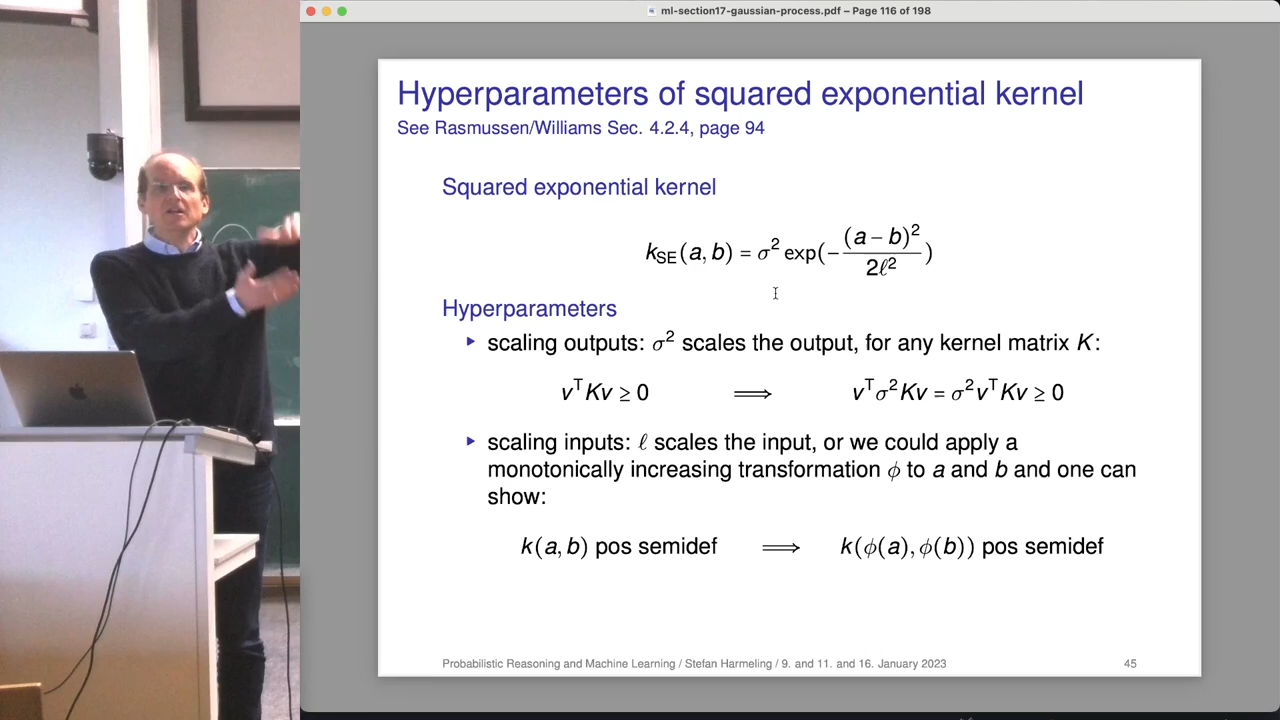 ml-section17-gaussian-process.pdf – Page 116 of 198
Hyperparameters of squared exponential kernel
See Rasmussen/Williams Sec. 4.2.4, page 94
Squared exponential kernel
k_SE(a, b) = σ² exp(−(a − b)²/2ℓ²)
Hyperparameters
▸ scaling outputs: σ² scales the output, for any kernel matrix K:
vᵀKv ≥ 0 ⟹ vᵀσ²Kv = σ²vᵀKv ≥ 0
▸ scaling inputs: ℓ scales the input, or we could apply a
monotonically increasing transformation ϕ to a and b and one can
show:
k(a, b) pos semidef ⟹ k(ϕ(a), ϕ(b)) pos semidef
Probabilistic Reasoning and Machine Learning / Stefan Harmeling / 9. and 11. and 16. January 2023 45